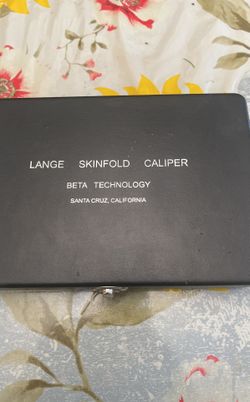 LANGE SKINFOLD CALIPER
BETA TECHNOLOGY
SANTA CRUZ, CALIFORNIA